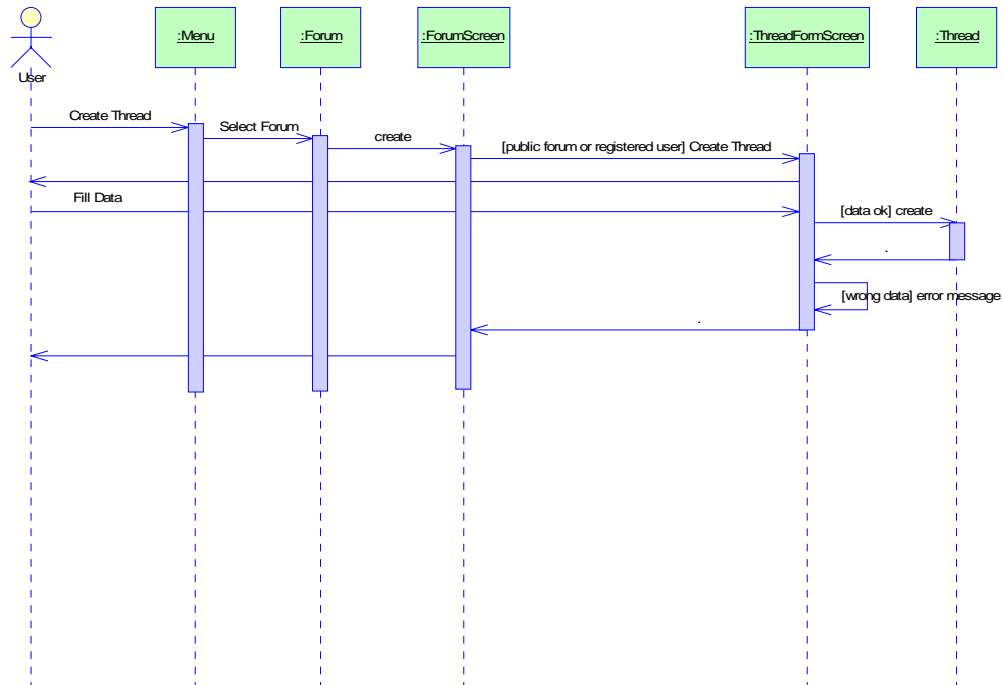 :Menu
:Forum
:ForumScreen
:ThreadFormScreen
:Thread
User
Create Thread
Select Forum
create
[public forum or registered user] Create Thread
Fill Data
[data ok] create
.
[wrong data] error message
.